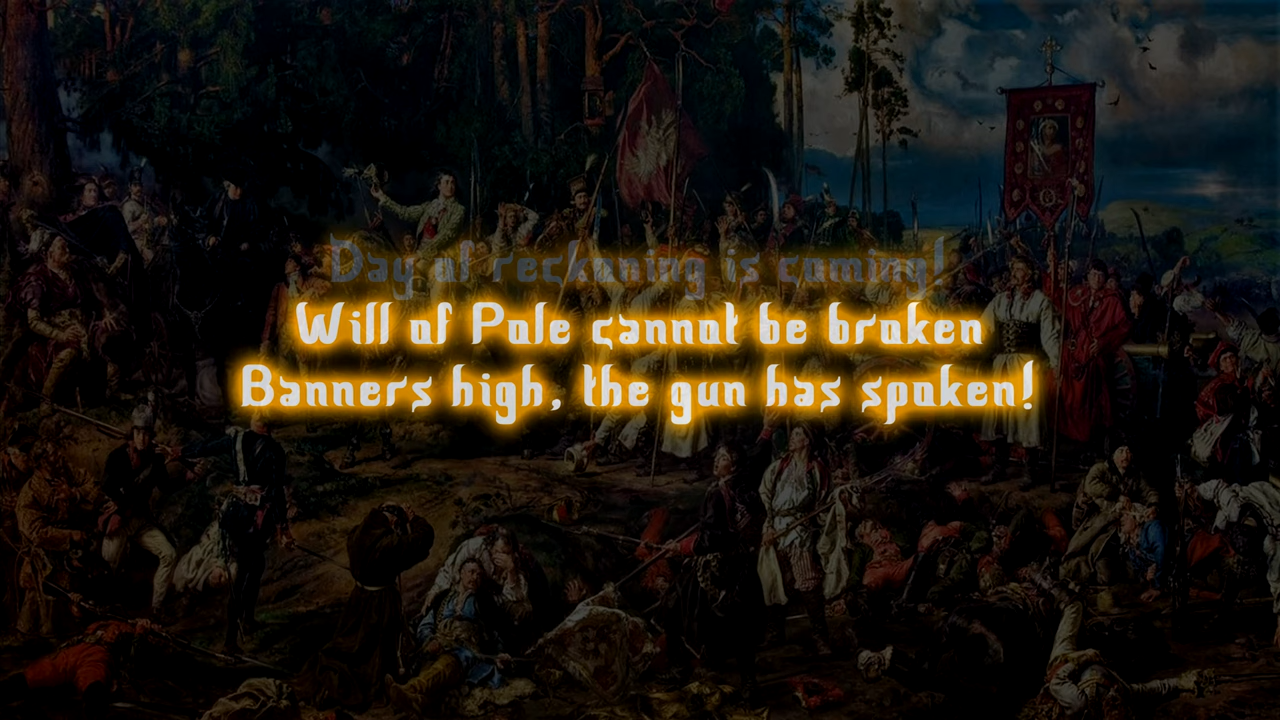 Day of reckoning is coming!
Will of Pole cannot be broken
Banners high, the gun has spoken!